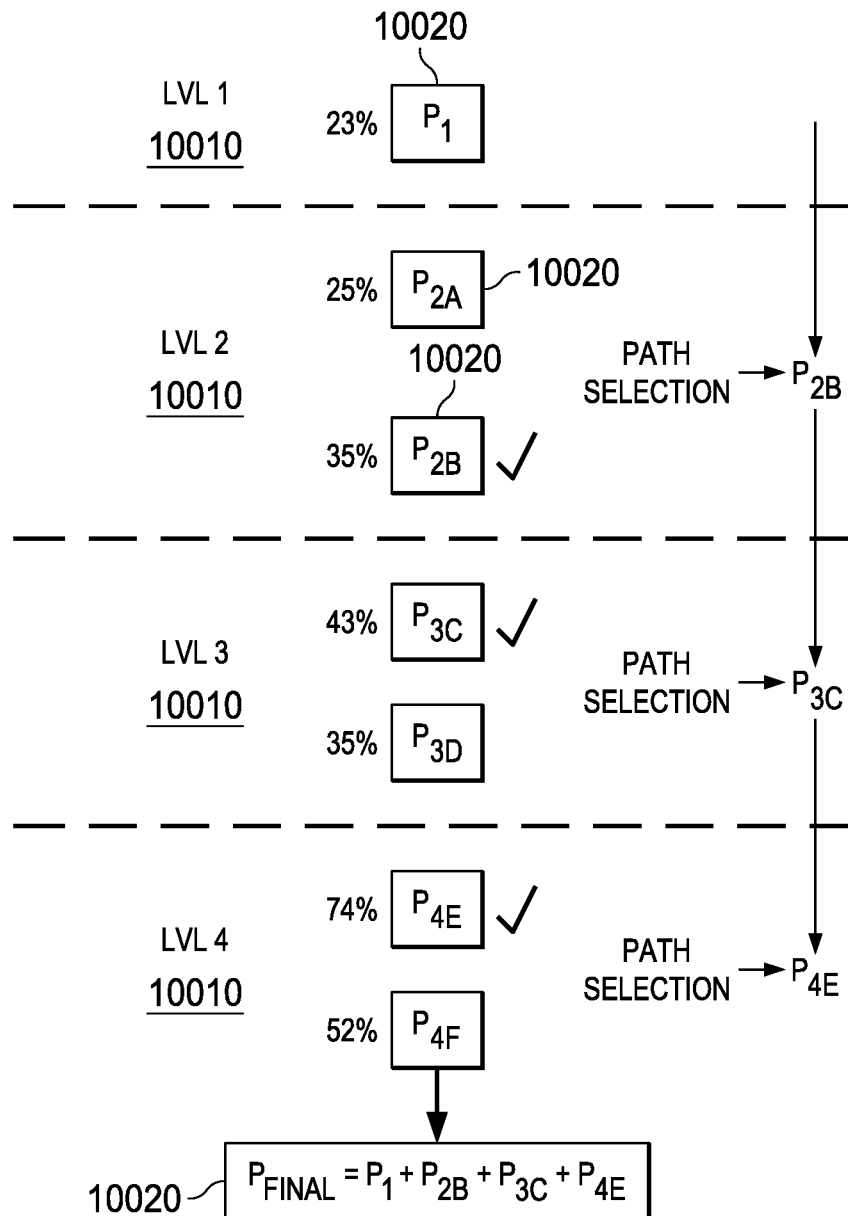 10020
LVL 1
10010
23%
P1
25%
P2A
10020
LVL 2
10010
10020
35%
P2B
PATH
SELECTION
P2B
LVL 3
10010
43%
P3C
35%
P3D
PATH
SELECTION
P3C
LVL 4
10010
74%
P4E
52%
P4F
PATH
SELECTION
P4E
10020
PFINAL = P1 + P2B + P3C + P4E